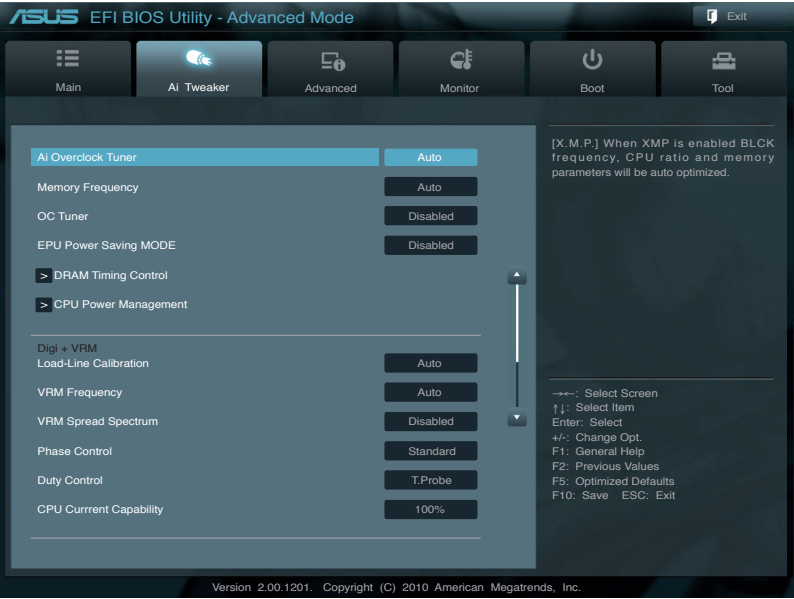 ASUS EFI BIOS Utility - Advanced Mode
Exit
Main
Ai Tweaker
Advanced
Monitor
Boot
Tool
Ai Overclock Tuner Auto
Memory Frequency Auto
OC Tuner Disabled
EPU Power Saving MODE Disabled
> DRAM Timing Control
> CPU Power Management
Digi + VRM
Load-Line Calibration Auto
VRM Frequency Auto
VRM Spread Spectrum Disabled
Phase Control Standard
Duty Control T.Probe
CPU Currrent Capability 100%
[X.M.P.] When XMP is enabled BLCK
frequency, CPU ratio and memory
parameters will be auto optimized.
→←: Select Screen
↑↓: Select Item
Enter: Select
+/-: Change Opt.
F1: General Help
F2: Previous Values
F5: Optimized Defaults
F10: Save ESC: Exit
Version 2.00.1201. Copyright (C) 2010 American Megatrends, Inc.